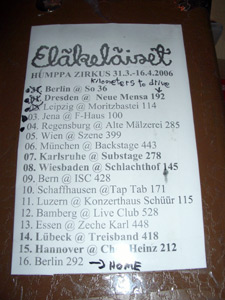 Eläkeläiset
HUMPPA ZIRKUS 31.3.-16.4.2006
kilometers to drive
Berlin @ So 36
Dresden @ Neue Mensa 192
Leipzig @ Moritzbastei 114
03. Jena @ F-Haus 100
04. Regensburg @ Alte Mälzerei 285
05. Wien @ Szene 399
06. München @ Backstage 443
07. Karlsruhe @ Substage 278
08. Wiesbaden @ Schlachthof 145
09. Bern @ ISC 428
10. Schaffhausen @Tap Tab 171
11. Luzern @ Konzerthaus Schüür 115
12. Bamberg @ Live Club 528
13. Essen @ Zeche Karl 448
14. Lübeck @ Treibsand 418
15. Hannover @ Chez Heinz 212
16. Berlin 292 → HOME